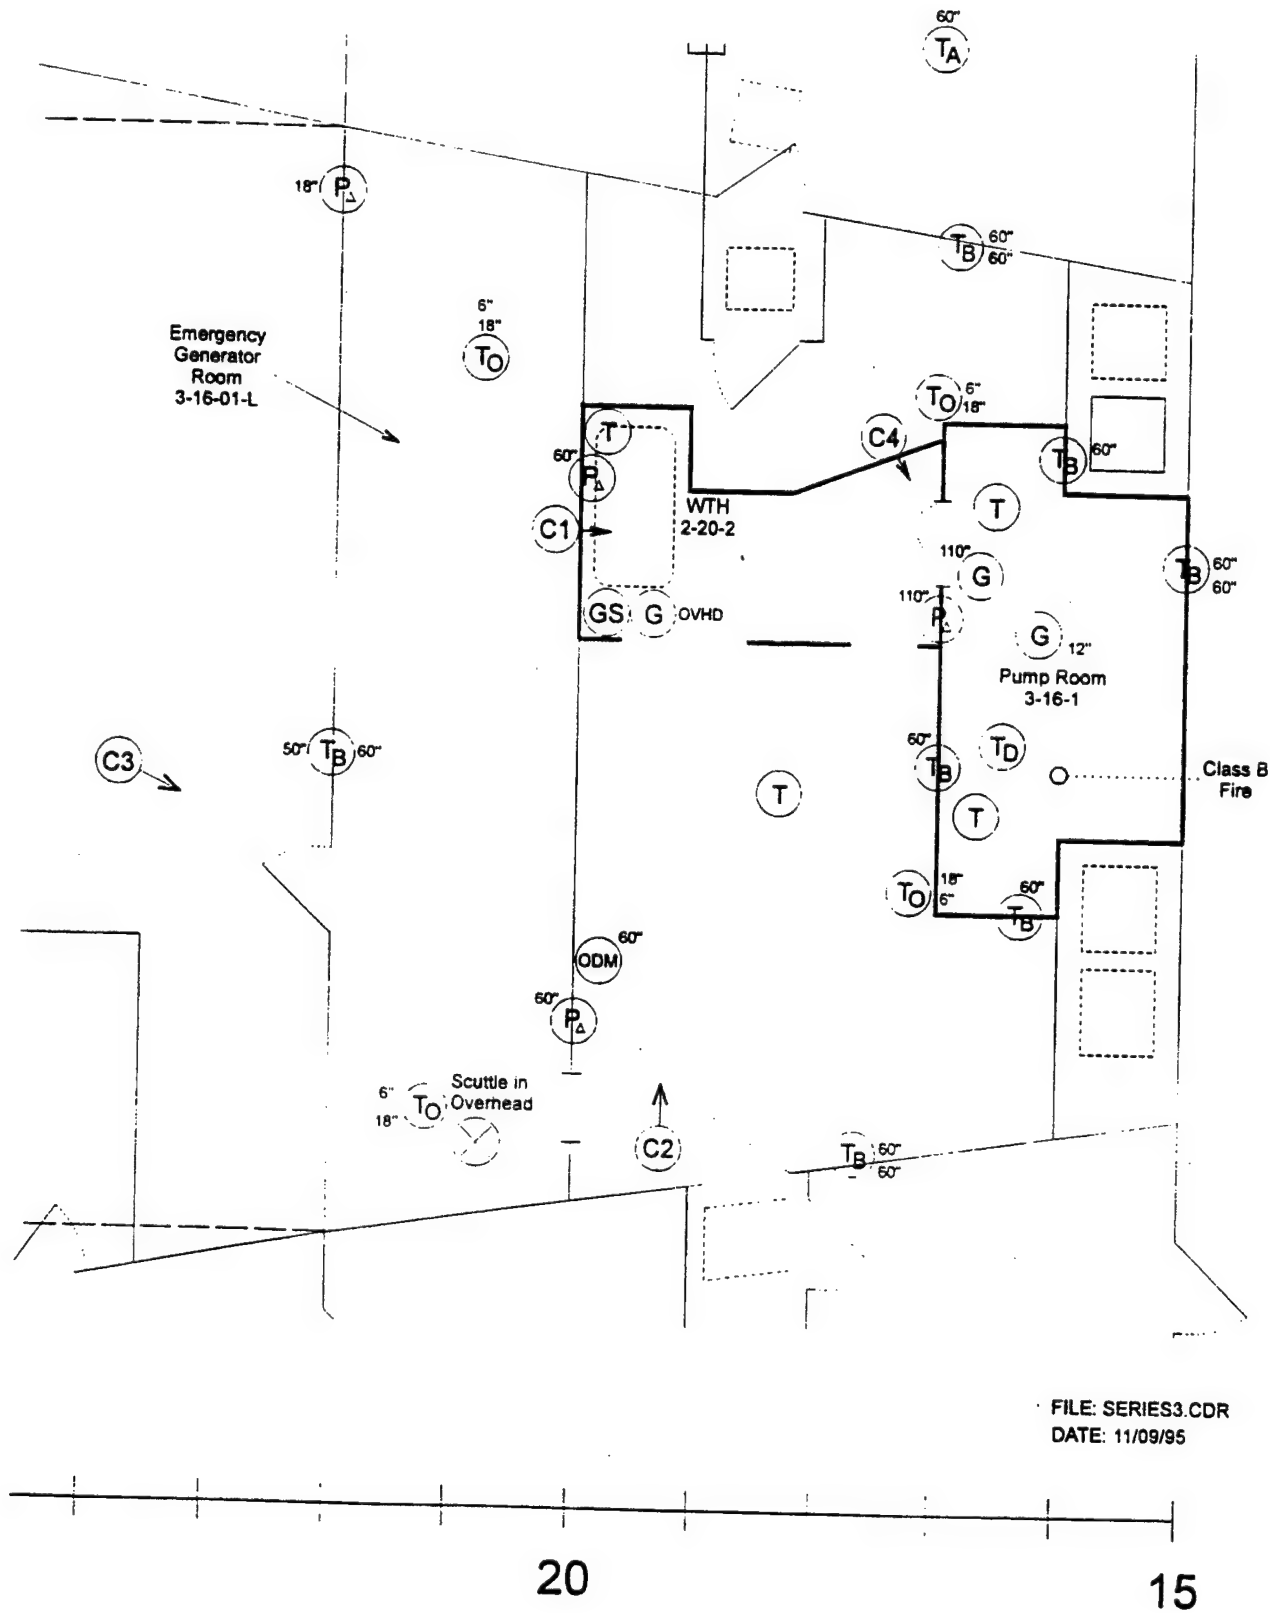 60"
TA
18" PΔ
TB 60"
60"
6"
18"
TO
Emergency
Generator
Room
3-16-01-L
TO 6"
18"
C4
T
60"
PΔ
TB 60"
WTH
2-20-2
C1
T
110"
G
TB 60"
60"
GS G OVHD
110"
PΔ
G 12"
Pump Room
3-16-1
C3
50" TB 60"
60"
TB
TD
Class B
Fire
T
T
TO 18"
6"
60"
TB
ODM 60"
60"
PΔ
Scuttle in
Overhead
6"
18" TO
C2
TB 60"
60"
FILE: SERIES3.CDR
DATE: 11/09/95
20
15